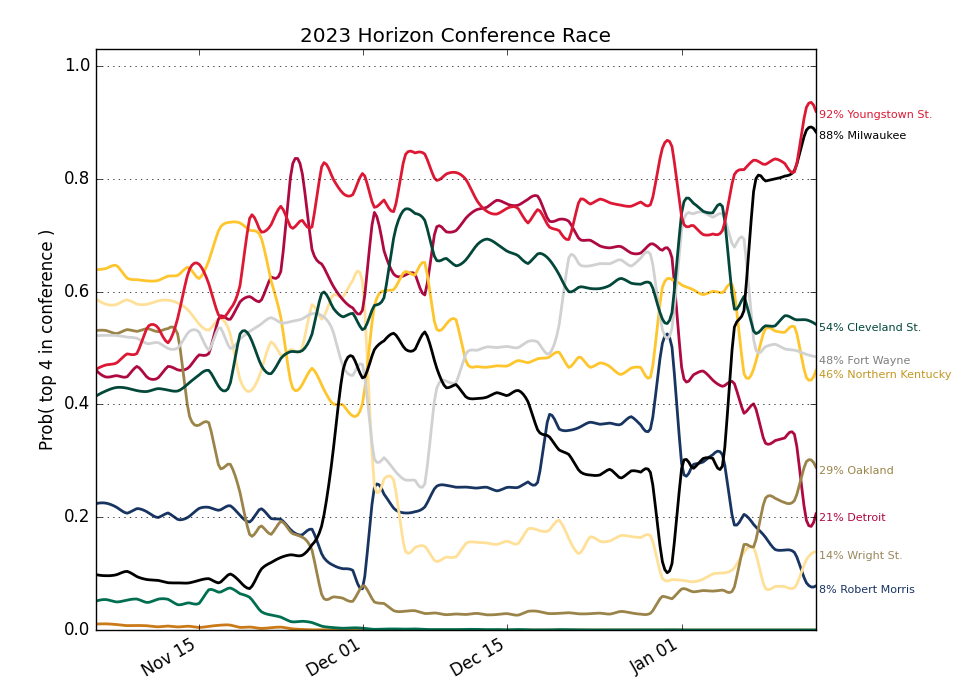 2023 Horizon Conference Race
Prob( top 4 in conference )
1.0
0.8
0.6
0.4
0.2
0.0
Nov 15
Dec 01
Dec 15
Jan 01
92% Youngstown St.
88% Milwaukee
54% Cleveland St.
48% Fort Wayne
46% Northern Kentucky
29% Oakland
21% Detroit
14% Wright St.
8% Robert Morris